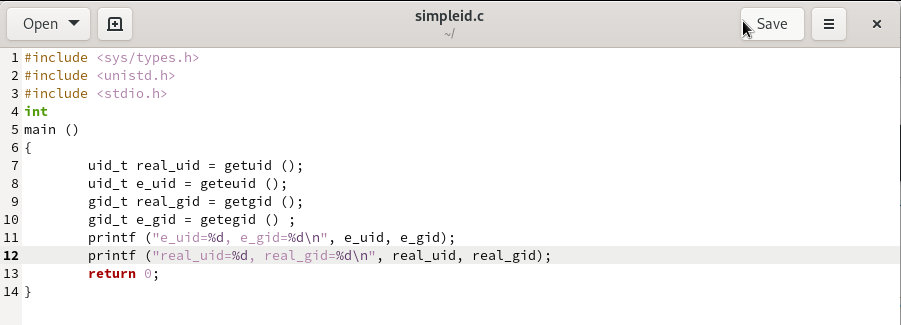 Open
simpleid.c
~/
Save
1 #include <sys/types.h>
2 #include <unistd.h>
3 #include <stdio.h>
4 int
5 main ()
6 {
7         uid_t real_uid = getuid ();
8         uid_t e_uid = geteuid ();
9         gid_t real_gid = getgid ();
10         gid_t e_gid = getegid () ;
11         printf ("e_uid=%d, e_gid=%d\n", e_uid, e_gid);
12         printf ("real_uid=%d, real_gid=%d\n", real_uid, real_gid);
13         return 0;
14 }